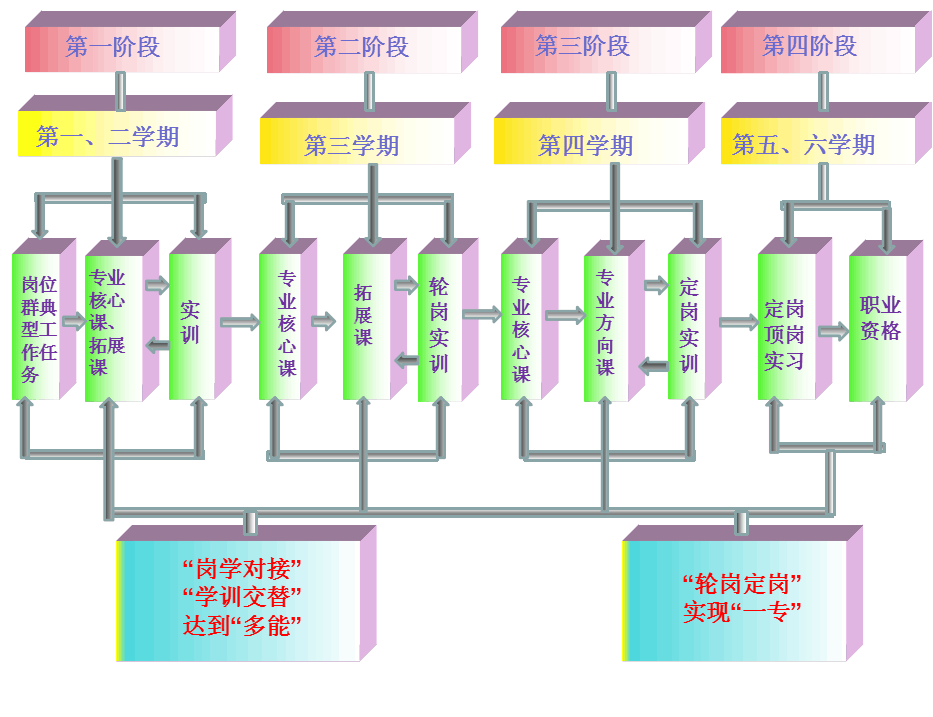 第一阶段
第二阶段
第三阶段
第四阶段
第一、二学期
第三学期
第四学期
第五、六学期
岗位
群典
型工
作任
务
专业
核心
课、
拓展
课
实
训
专
业
核
心
课
拓
展
课
轮
岗
实
训
专
业
核
心
课
专
业
方
向
课
定
岗
实
训
定岗
顶岗
实习
职业
资格
“岗学对接”
“学训交替”
达到“多能”
“轮岗定岗”
实现“一专”